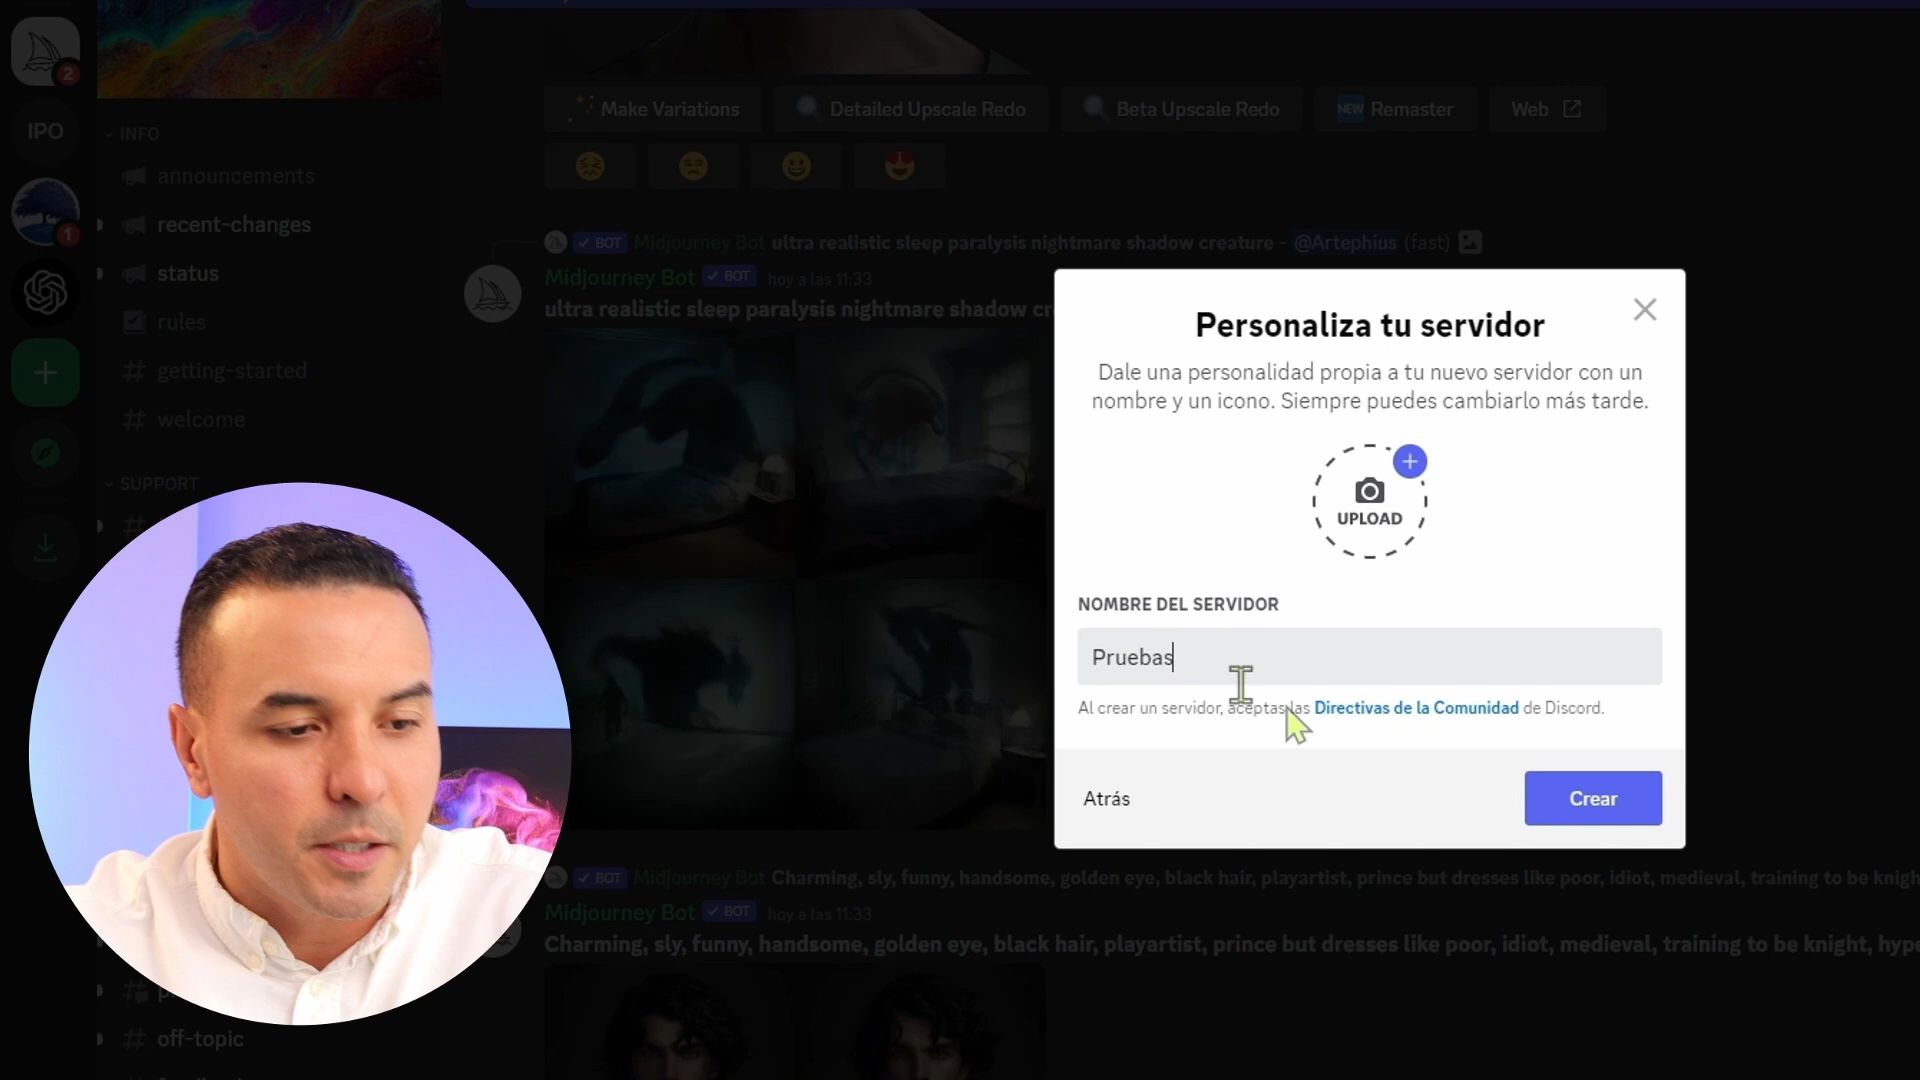 2
IPO
1
INFO
announcements
recent-changes
status
rules
getting-started
welcome
SUPPORT
off-topic
Make Variations
Detailed Upscale Redo
Beta Upscale Redo
NEW Remaster
Web
BOT Midjourney Bot ultra realistic sleep paralysis nightmare shadow creature - @Artephius (fast)
Midjourney Bot BOT hoy a las 11:33
ultra realistic sleep paralysis nightmare shadow
Personaliza tu servidor
Dale una personalidad propia a tu nuevo servidor con un
nombre y un icono. Siempre puedes cambiarlo más tarde.
UPLOAD
NOMBRE DEL SERVIDOR
Pruebas
Al crear un servidor, aceptas las Directivas de la Comunidad de Discord.
Atrás
Crear
BOT Midjourney Bot Charming, sly, funny, handsome, golden eye, black hair, playartist, prince but dresses like poor, idiot, medieval, training to be knigh
Midjourney Bot BOT hoy a las 11:33
Charming, sly, funny, handsome, golden eye, black hair, playartist, prince but dresses like poor, idiot, medieval, training to be knight, hype